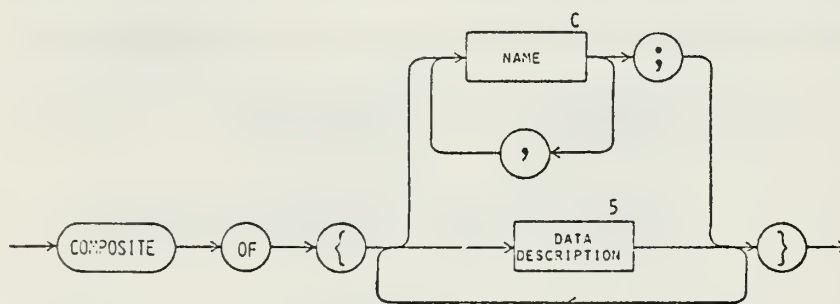 C
NAME
;
,
5
COMPOSITE OF { DATA DESCRIPTION }